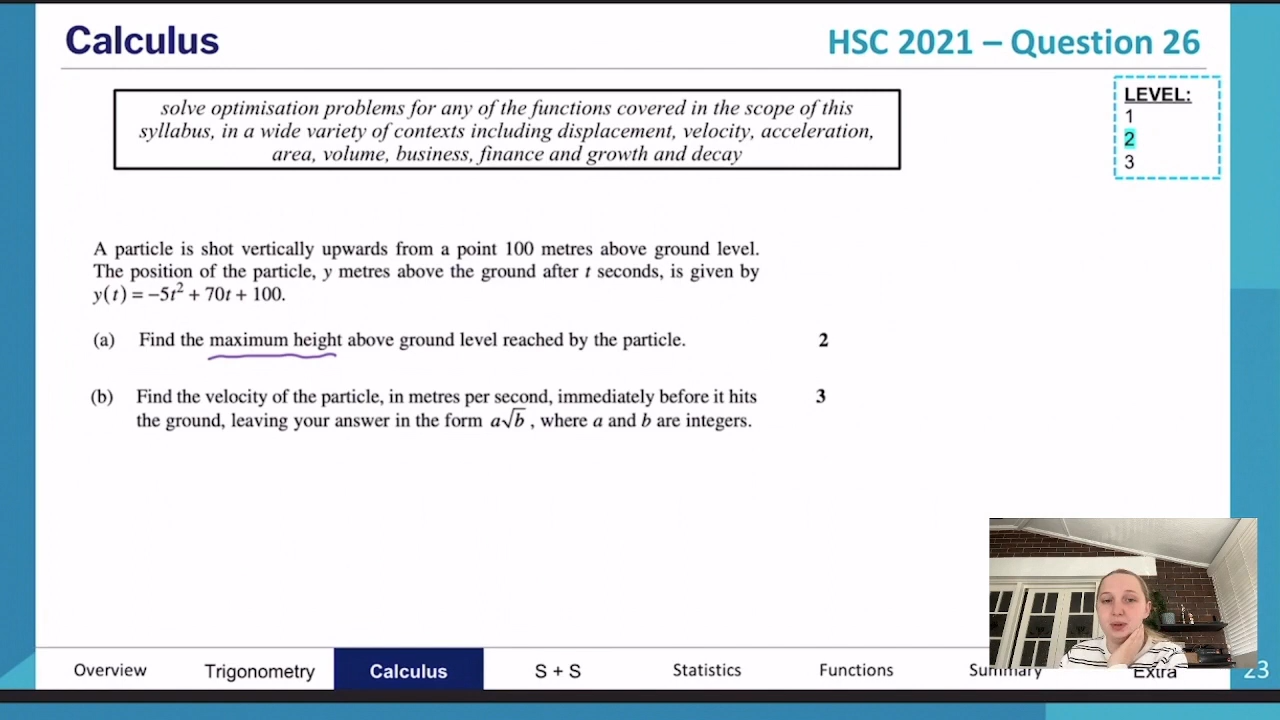 Calculus
HSC 2021 – Question 26
LEVEL:
1
2
3
solve optimisation problems for any of the functions covered in the scope of this
syllabus, in a wide variety of contexts including displacement, velocity, acceleration,
area, volume, business, finance and growth and decay
A particle is shot vertically upwards from a point 100 metres above ground level.
The position of the particle, y metres above the ground after t seconds, is given by
y(t) = −5t² + 70t + 100.
(a) Find the maximum height above ground level reached by the particle. 2
(b) Find the velocity of the particle, in metres per second, immediately before it hits 3
the ground, leaving your answer in the form a√b , where a and b are integers.
Overview Trigonometry Calculus S + S Statistics Functions Summary Extra 23